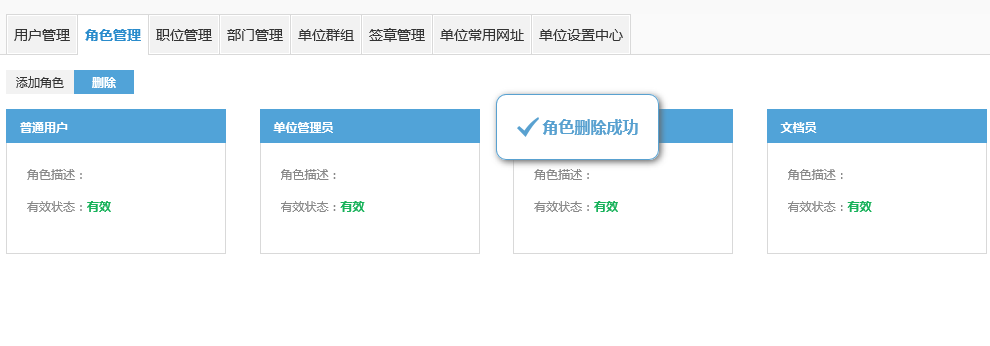 用户管理 角色管理 职位管理 部门管理 单位群组 签章管理 单位常用网址 单位设置中心
添加角色 删除
普通用户 单位管理员 文档员
角色删除成功
角色描述： 角色描述： 角色描述： 角色描述：
有效状态：有效 有效状态：有效 有效状态：有效 有效状态：有效